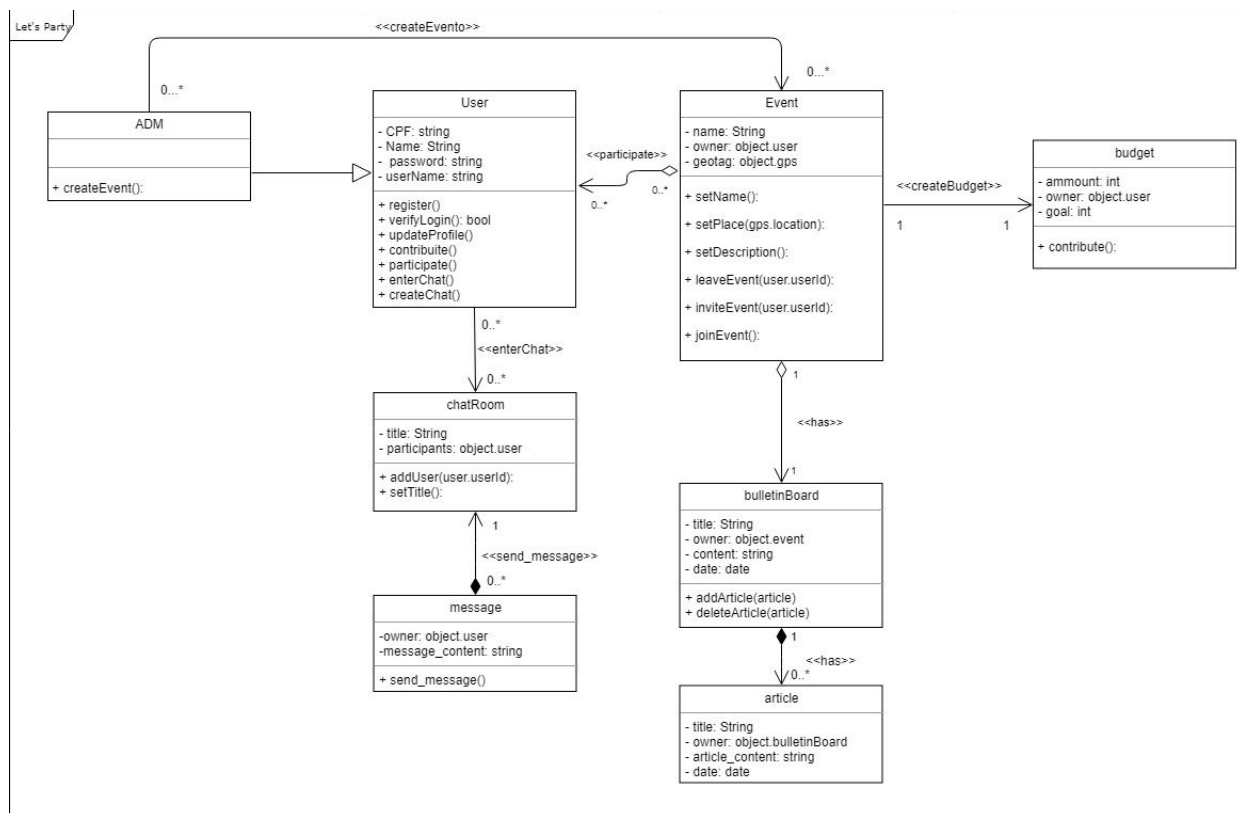 Let's Party
<<createEvento>>
0...*
0...*
ADM
+ createEvent():
User
- CPF: string
- Name: String
- password: string
- userName: string
+ register()
+ verifyLogin(): bool
+ updateProfile()
+ contribuite()
+ participate()
+ enterChat()
+ createChat()
<<participate>>
0..*
0..*
Event
- name: String
- owner: object.user
- geotag: object.gps
+ setName():
+ setPlace(gps.location):
+ setDescription():
+ leaveEvent(user.userId):
+ inviteEvent(user.userId):
+ joinEvent():
<<createBudget>>
1
1
budget
- ammount: int
- owner: object.user
- goal: int
+ contribute():
0..*
<<enterChat>>
0..*
chatRoom
- title: String
- participants: object.user
+ addUser(user.userId):
+ setTitle():
1
<<send_message>>
0..*
message
-owner: object.user
-message_content: string
+ send_message()
1
<<has>>
1
bulletinBoard
- title: String
- owner: object.event
- content: string
- date: date
+ addArticle(article)
+ deleteArticle(article)
1
<<has>>
0..*
article
- title: String
- owner: object.bulletinBoard
- article_content: string
- date: date